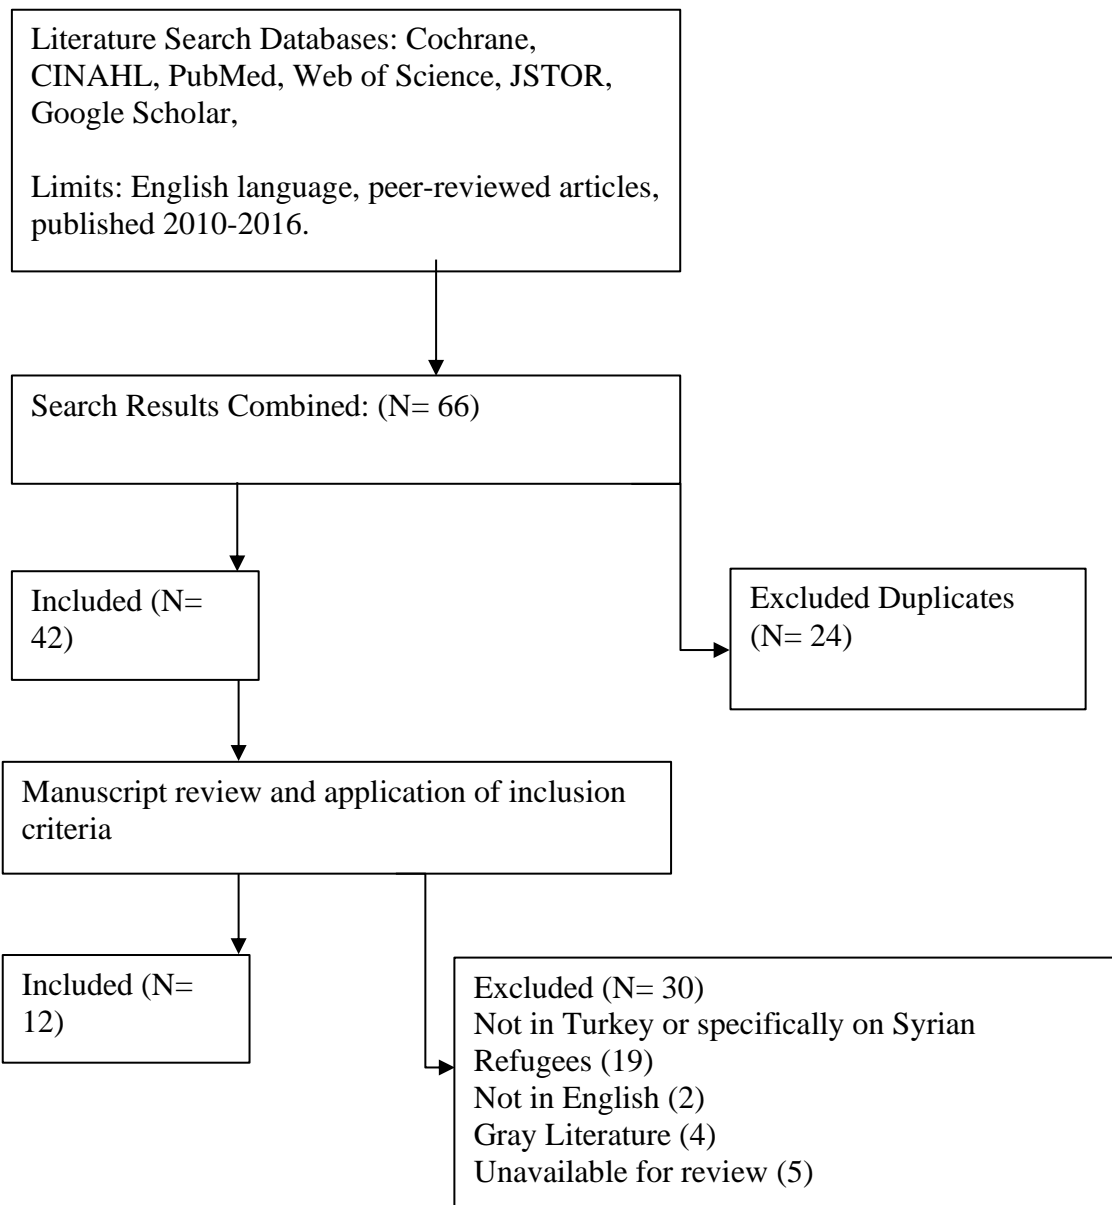 Literature Search Databases: Cochrane,
CINAHL, PubMed, Web of Science, JSTOR,
Google Scholar,
Limits: English language, peer-reviewed articles,
published 2010-2016.
Search Results Combined: (N= 66)
Included (N=
42)
Excluded Duplicates
(N= 24)
Manuscript review and application of inclusion
criteria
Included (N=
12)
Excluded (N= 30)
Not in Turkey or specifically on Syrian
Refugees (19)
Not in English (2)
Gray Literature (4)
Unavailable for review (5)